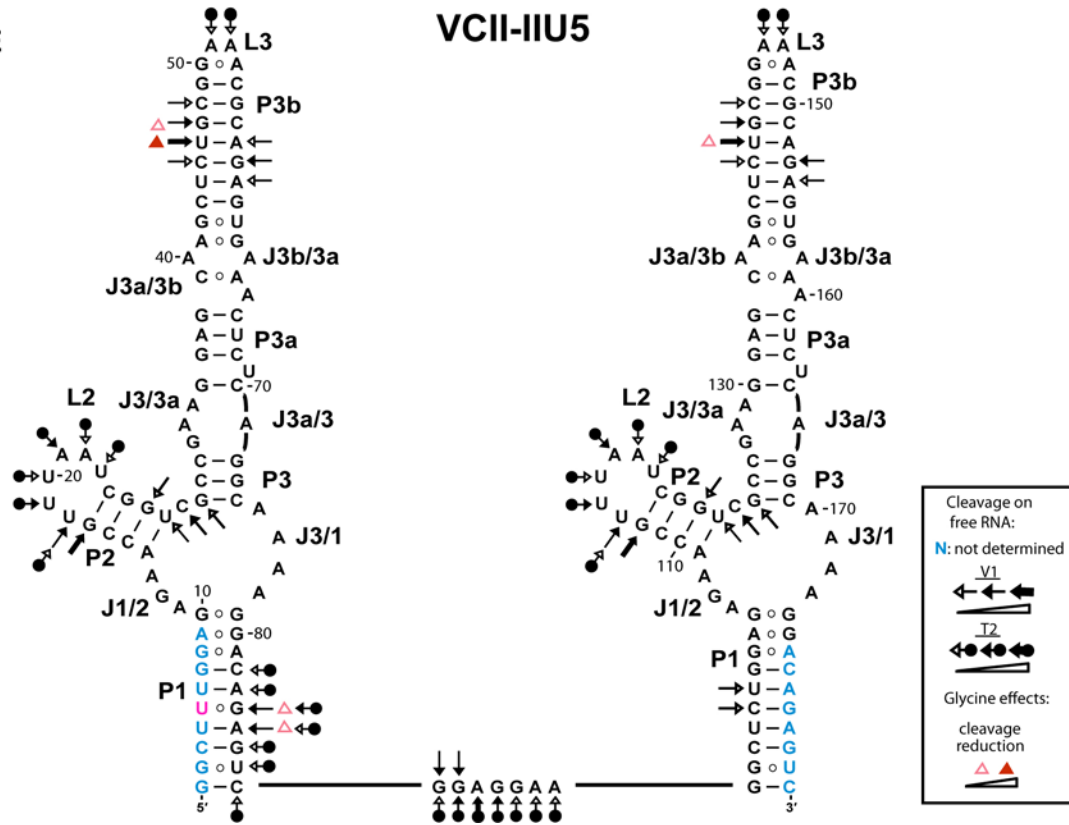 VCII-IIU5
A A L3 A A L3
50- G A G A
G – C G – C P3b
C – G P3b C – G -150
G – C G – C
U – A U – A
C – G C – G
U – A U – A
C – G C – G
G U G U
A G A G
40- A A J3b/3a J3a/3b A A J3b/3a
J3a/3b C A C A
A A -160
G – C G – C
A – U A – U
G – C P3a G – C P3a
U U
G – C -70 130- G – C
L2 J3/3a A L2 J3/3a A
A J3a/3 A J3a/3
G A
A A C – G A A C – G
U -20 U C – G P3 U U P2 C – G P3
U C G G U C G – C A U C G G U C G – C A -170
U G C C A A J3/1 U G C C A A J3/1
P2 A A 110- A A
J1/2 G A 10 A J1/2 G A A
G G G G
A G -80 A G
G A G A
P1 U – A C P1 G – C
U – A U – A
U G C – G
U – A U – A
C – G C – G
G U G U
G – C G G A G G A A G – C
5′ 3′
Cleavage on
free RNA:
N: not determined
V1
T2
Glycine effects:
cleavage
reduction